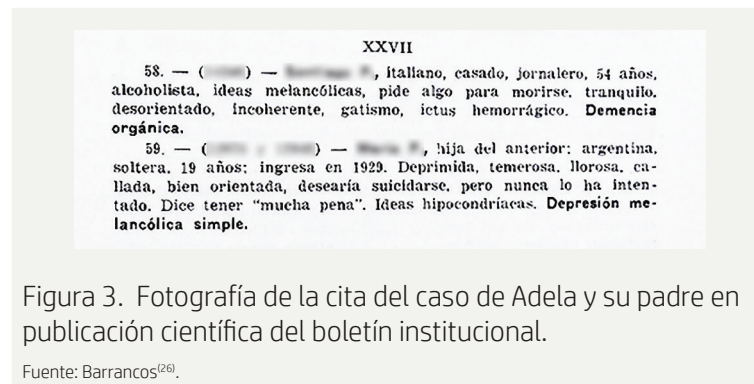 XXVII
58. — ( ) — , italiano, casado, jornalero, 54 años,
alcoholista, ideas melancólicas, pide algo para morirse. tranquilo.
desorientado, incoherente, gatismo, ictus hemorrágico. Demencia
orgánica.
59. — ( ) — , hija del anterior: argentina,
soltera. 19 años: ingresa en 1929. Deprimida, temerosa. llorosa, ca-
llada, bien orientada, desearía suicidarse, pero nunca lo ha inten-
tado. Dice tener “mucha pena”. Ideas hipocondríacas. Depresión me-
lancólica simple.
Figura 3. Fotografía de la cita del caso de Adela y su padre en
publicación científica del boletín institucional.
Fuente: Barrancos(26).